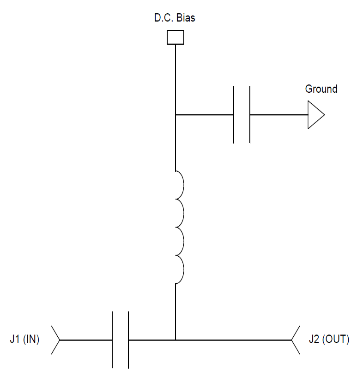 D.C. Bias
Ground
J1 (IN)
J2 (OUT)